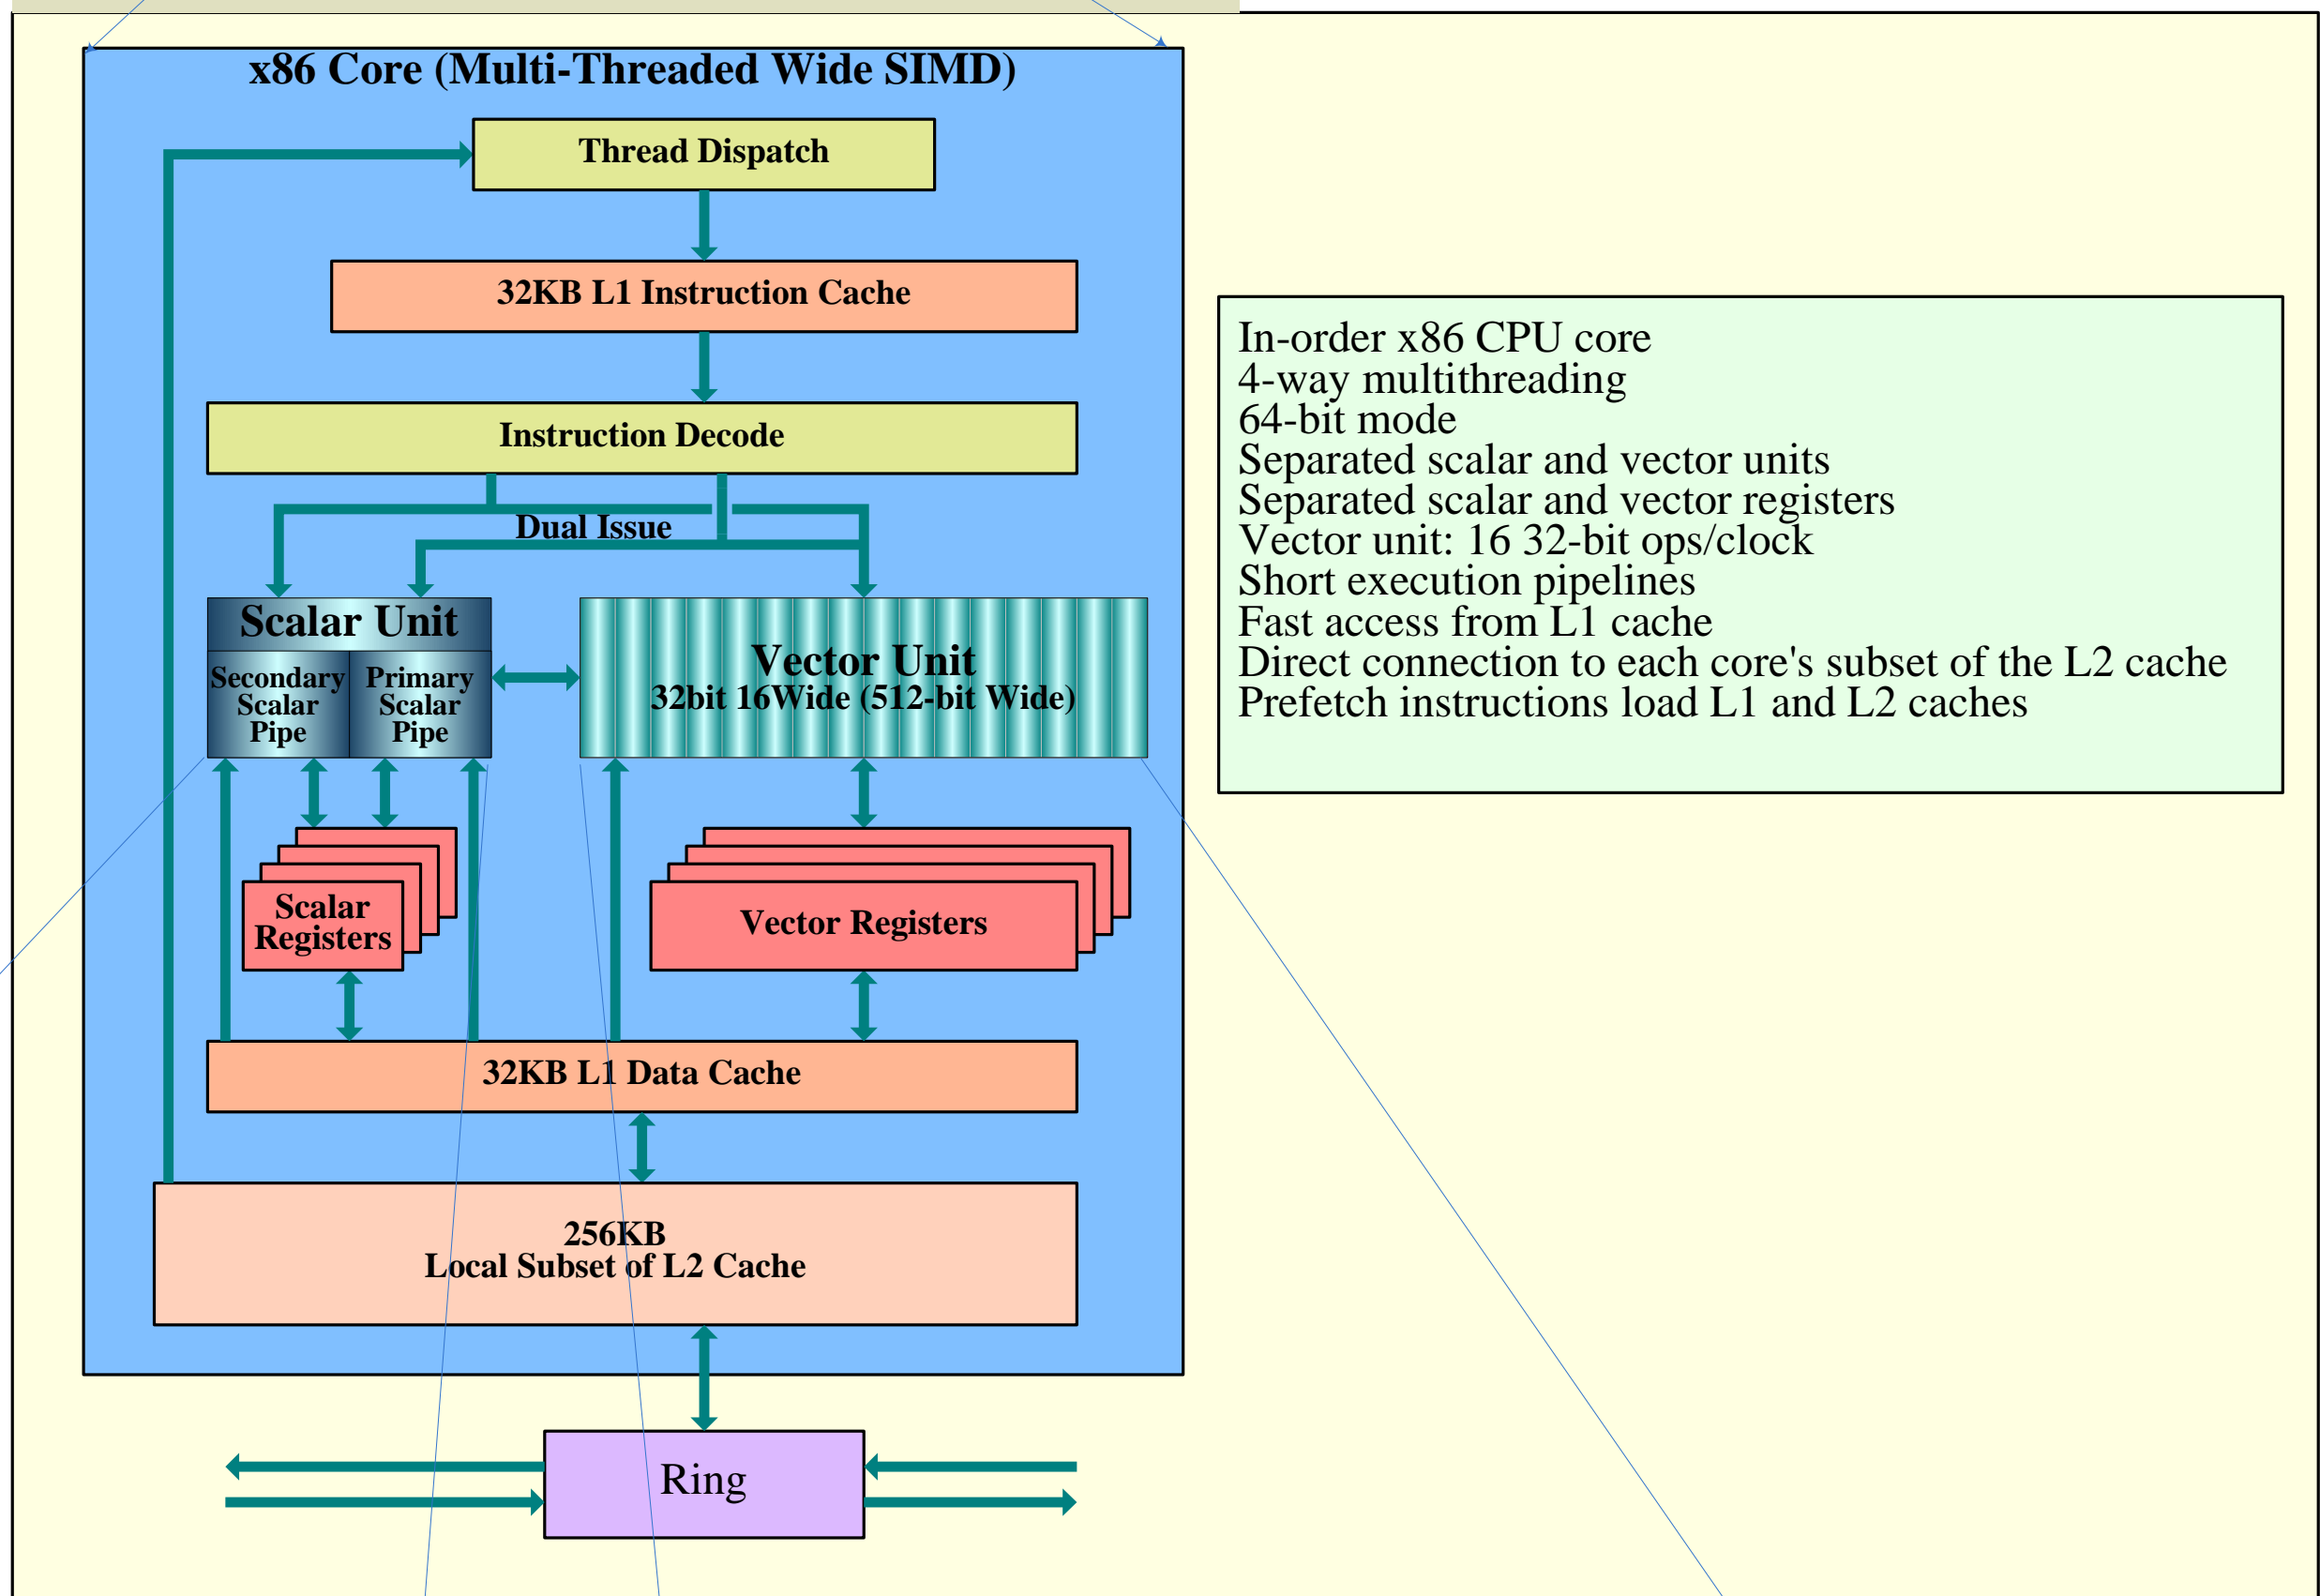 x86 Core (Multi-Threaded Wide SIMD)
Thread Dispatch
32KB L1 Instruction Cache
Instruction Decode
Dual Issue
Scalar Unit
Secondary
Scalar
Pipe
Primary
Scalar
Pipe
Vector Unit
32bit 16Wide (512-bit Wide)
Scalar
Registers
Vector Registers
32KB L1 Data Cache
256KB
Local Subset of L2 Cache
Ring
In-order x86 CPU core
4-way multithreading
64-bit mode
Separated scalar and vector units
Separated scalar and vector registers
Vector unit: 16 32-bit ops/clock
Short execution pipelines
Fast access from L1 cache
Direct connection to each core's subset of the L2 cache
Prefetch instructions load L1 and L2 caches